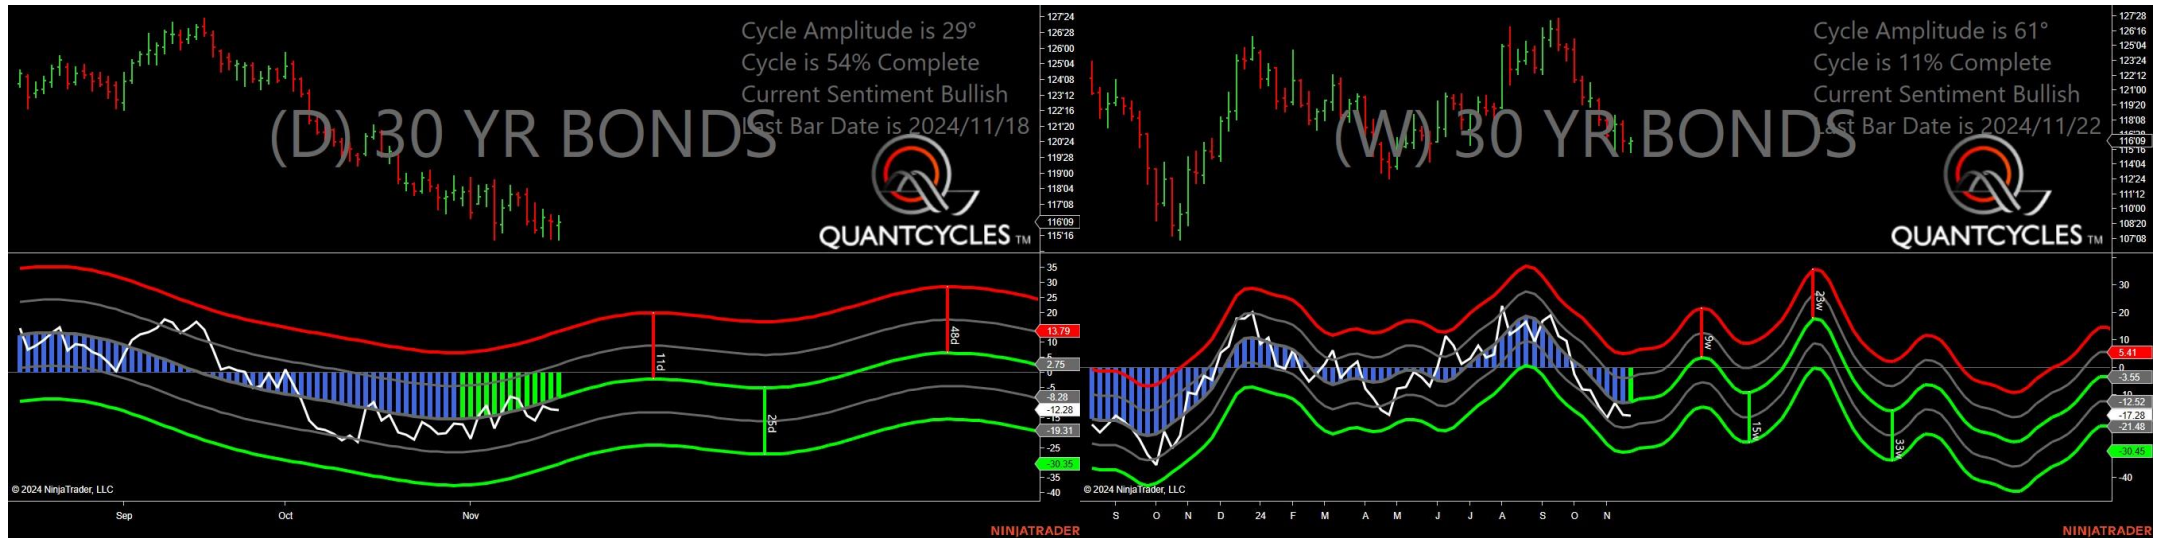 Cycle Amplitude is 29°
Cycle is 54% Complete
Current Sentiment Bullish
Last Bar Date is 2024/11/18
(D) 30 YR BONDS
QUANTCYCLES TM
127'24
126'28
126'00
125'04
124'08
123'12
122'16
121'20
120'24
119'28
119'00
118'04
117'08
116'09
115'16
35
30
25
20
13.79
10
5
2.75
0
-5
-8.28
-12.28
-15
-19.31
-25
-30.35
-35
-40
11d
25d
48d
© 2024 NinjaTrader, LLC
Sep Oct Nov
NINJATRADER
Cycle Amplitude is 61°
Cycle is 11% Complete
Current Sentiment Bullish
Last Bar Date is 2024/11/22
(W) 30 YR BONDS
QUANTCYCLES TM
127'28
126'16
125'04
123'24
122'12
121'00
119'20
118'08
116'09
115'16
114'04
112'24
111'12
110'00
108'20
107'08
30
20
10
5.41
0
-3.55
-10
-12.52
-17.28
-21.48
-30.45
-40
9w
15w
23w
33w
© 2024 NinjaTrader, LLC
S O N D 24 F M A M J J A S O N
NINJATRADER